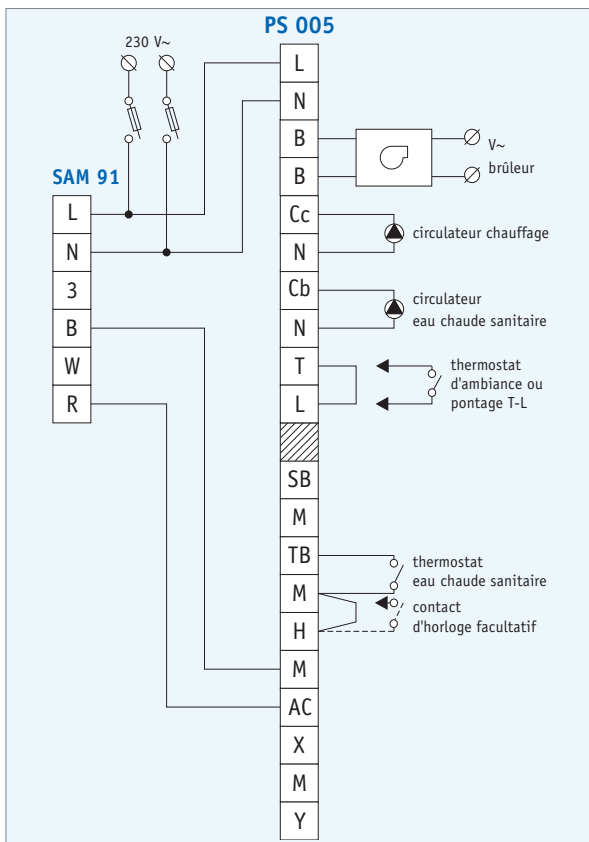 PS 005
230 V~
L
N
B
B
Cc
N
Cb
N
T
L
SB
M
TB
M
H
M
AC
X
M
Y
V~
brûleur
circulateur chauffage
circulateur
eau chaude sanitaire
thermostat
d'ambiance ou
pontage T-L
thermostat
eau chaude sanitaire
contact
d'horloge facultatif
SAM 91
L
N
3
B
W
R